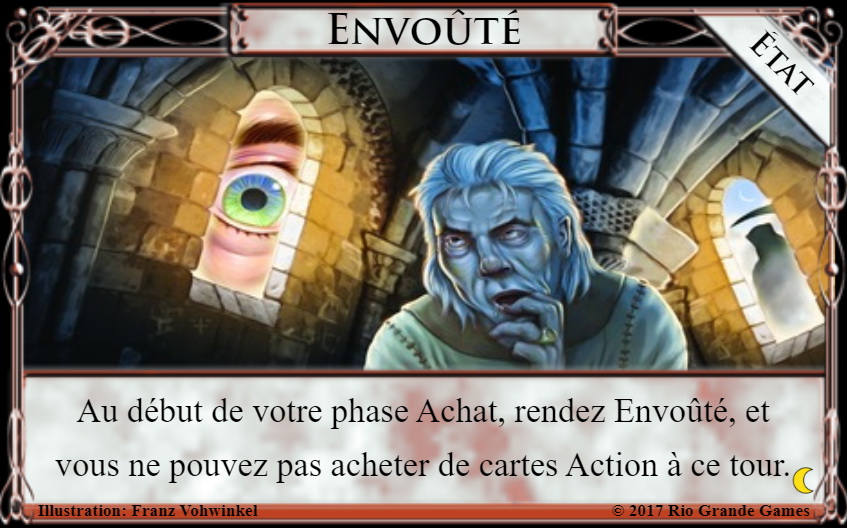 ENVOÛTÉ
ÉTAT
Au début de votre phase Achat, rendez Envoûté, et
vous ne pouvez pas acheter de cartes Action à ce tour.
Illustration: Franz Vohwinkel
© 2017 Rio Grande Games